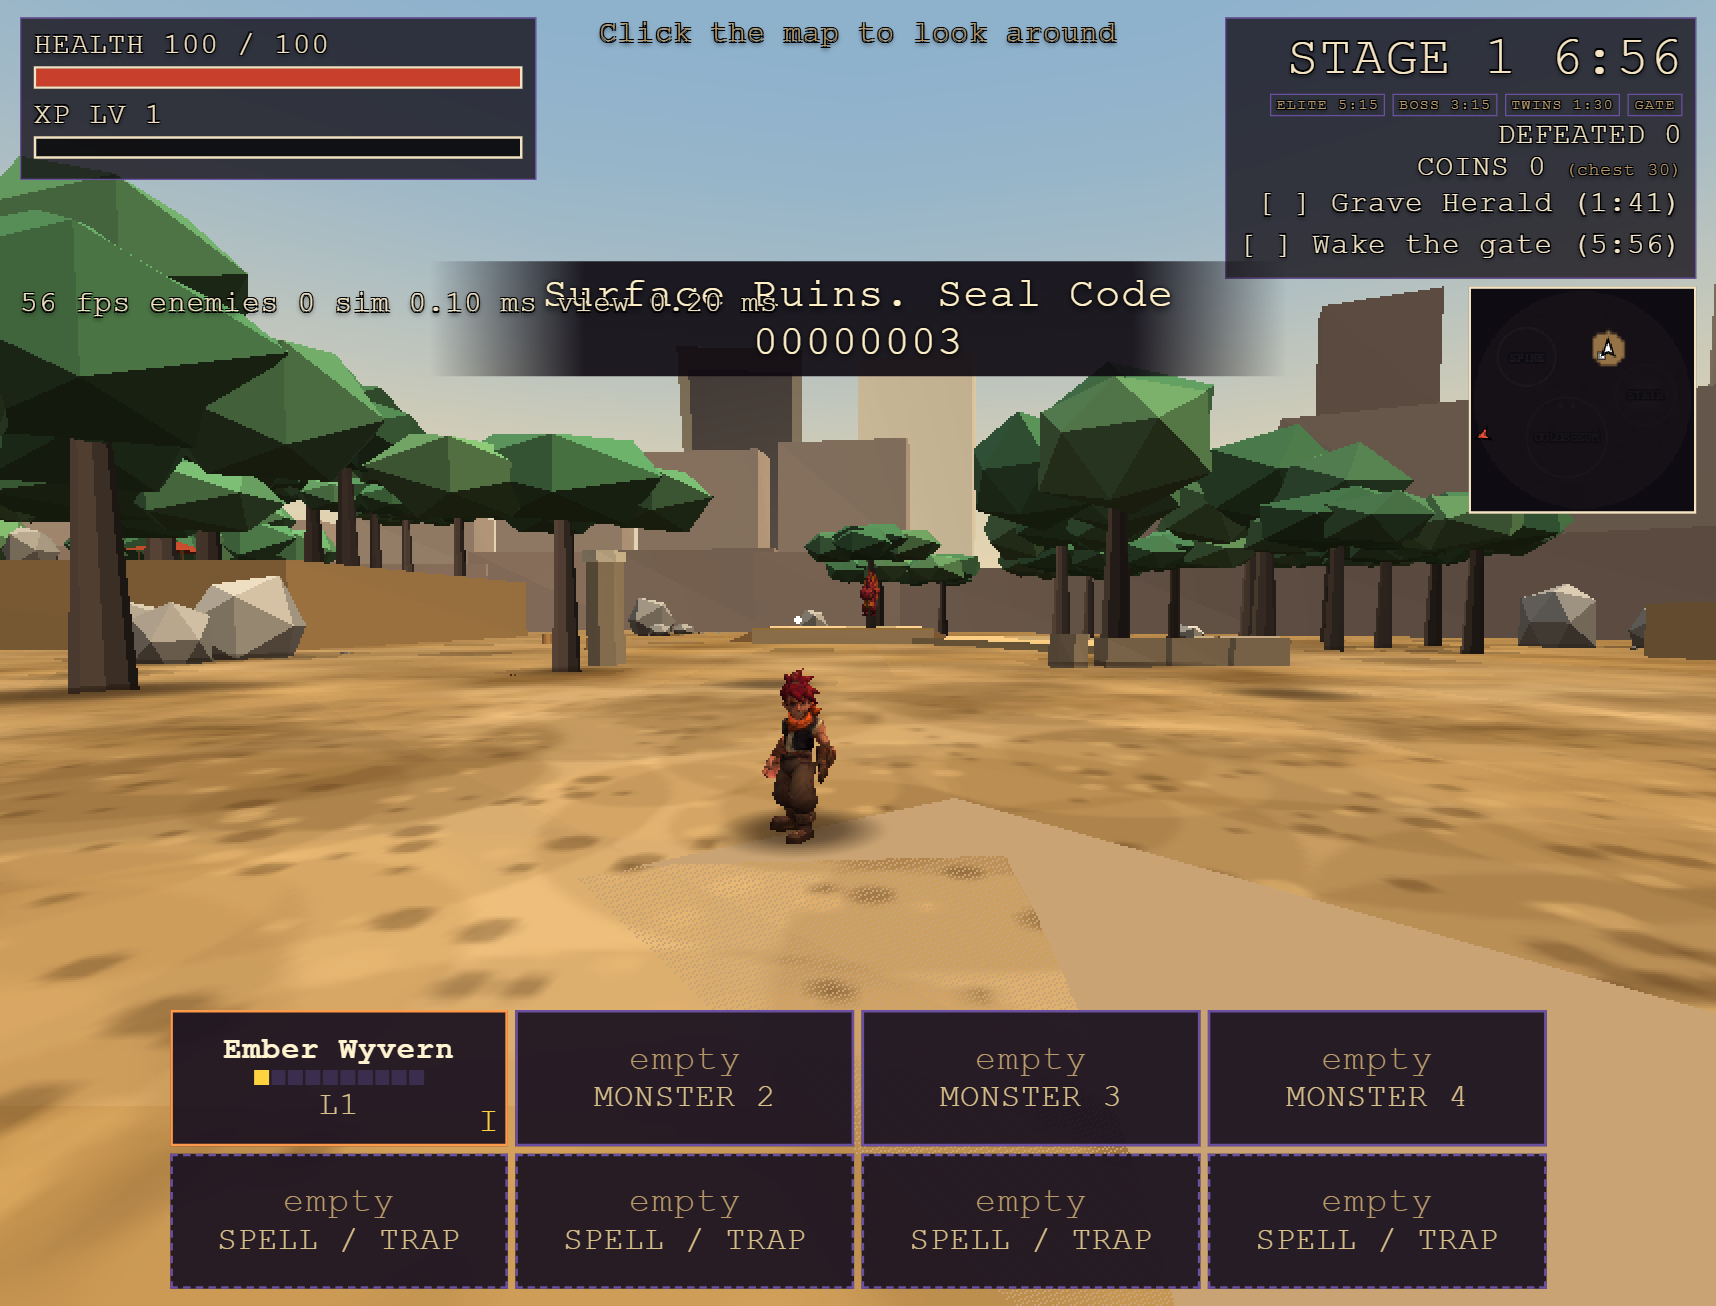 HEALTH 100 / 100
XP LV 1
Click the map to look around
STAGE 1 6:56
ELITE 5:15 BOSS 3:15 TWINS 1:30 GATE
DEFEATED 0
COINS 0 (chest 30)
[ ] Grave Herald (1:41)
[ ] Wake the gate (5:56)
56 fps enemies 0 sim 0.10 ms view 0.20 ms
Surface Ruins. Seal Code
00000003
Ember Wyvern
L1
I
empty
MONSTER 2
empty
MONSTER 3
empty
MONSTER 4
empty
SPELL / TRAP
empty
SPELL / TRAP
empty
SPELL / TRAP
empty
SPELL / TRAP